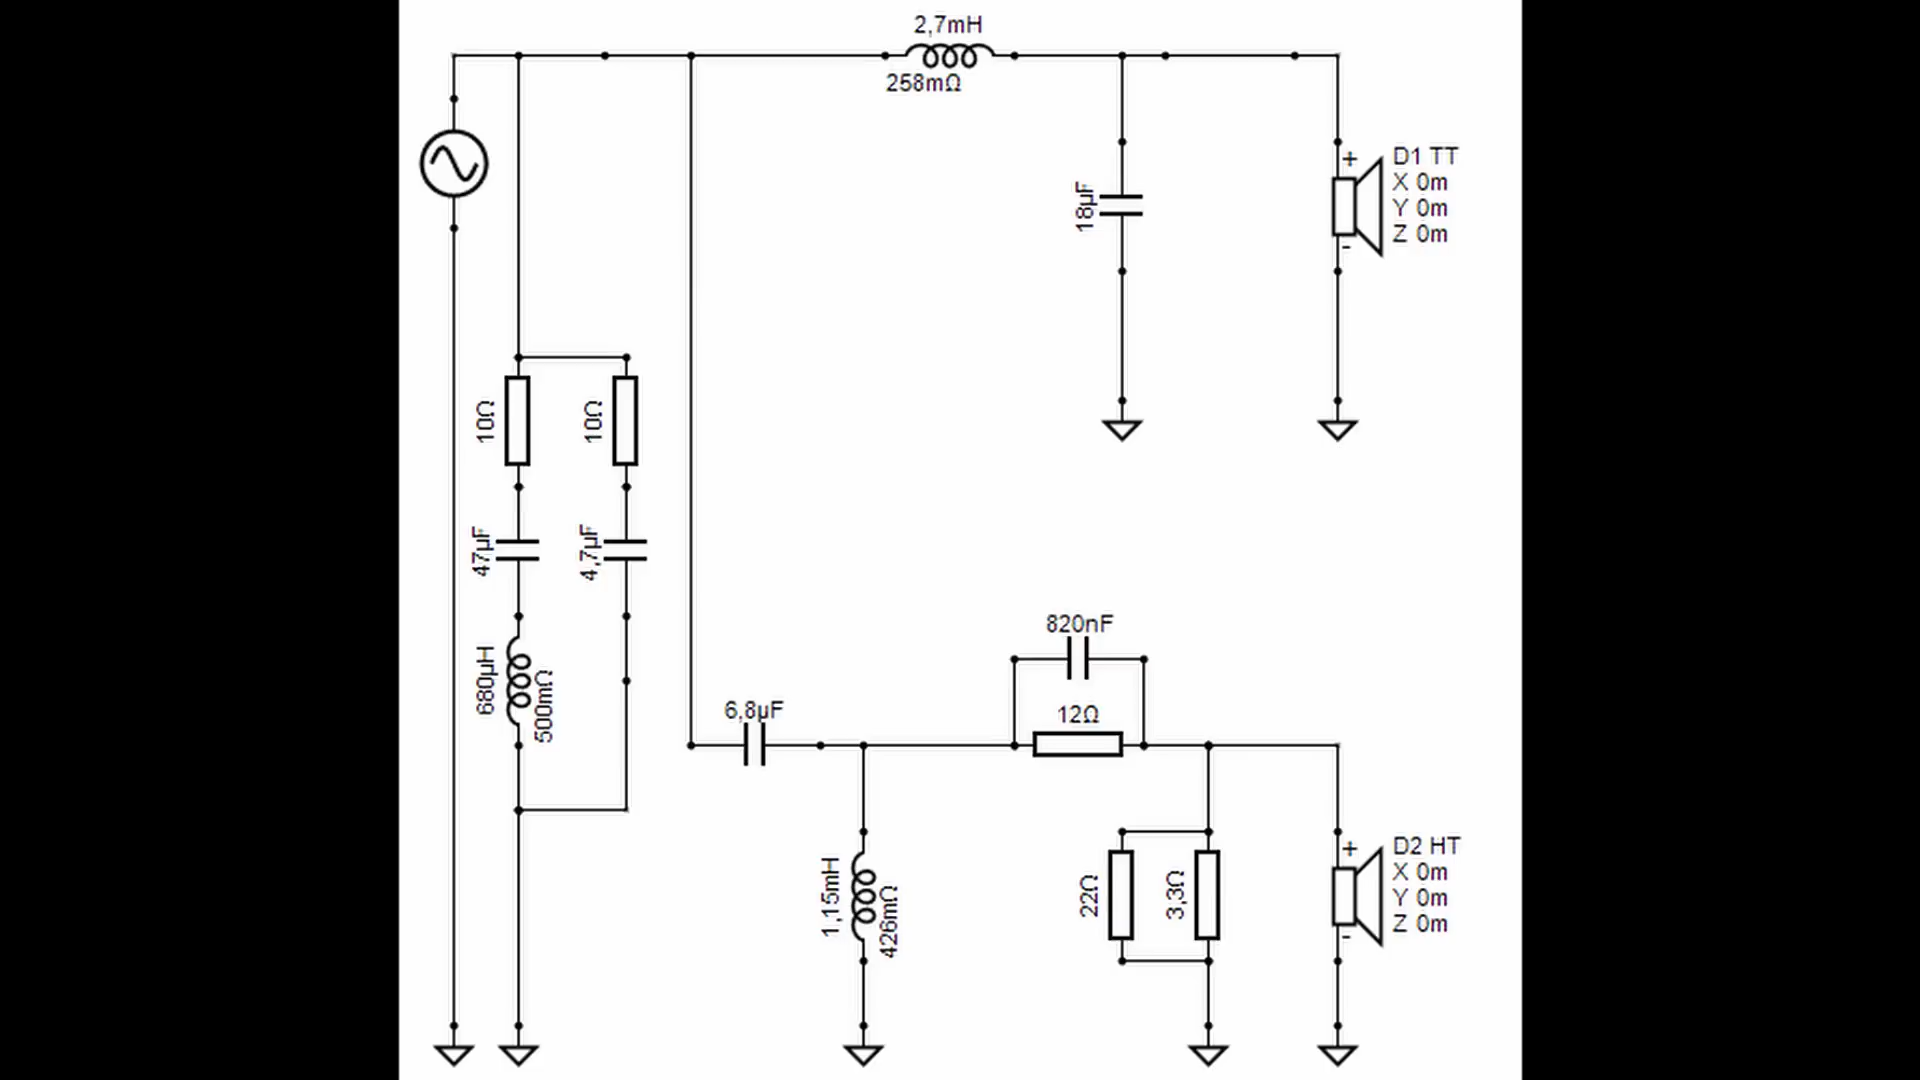 2,7mH
258mΩ
D1 TT
X 0m
Y 0m
Z 0m
+
-
18µF
10Ω
10Ω
47µF
4,7µF
680µH
500mΩ
820nF
12Ω
6,8µF
1,15mH
426mΩ
22Ω
3,3Ω
D2 HT
X 0m
Y 0m
Z 0m
+
-